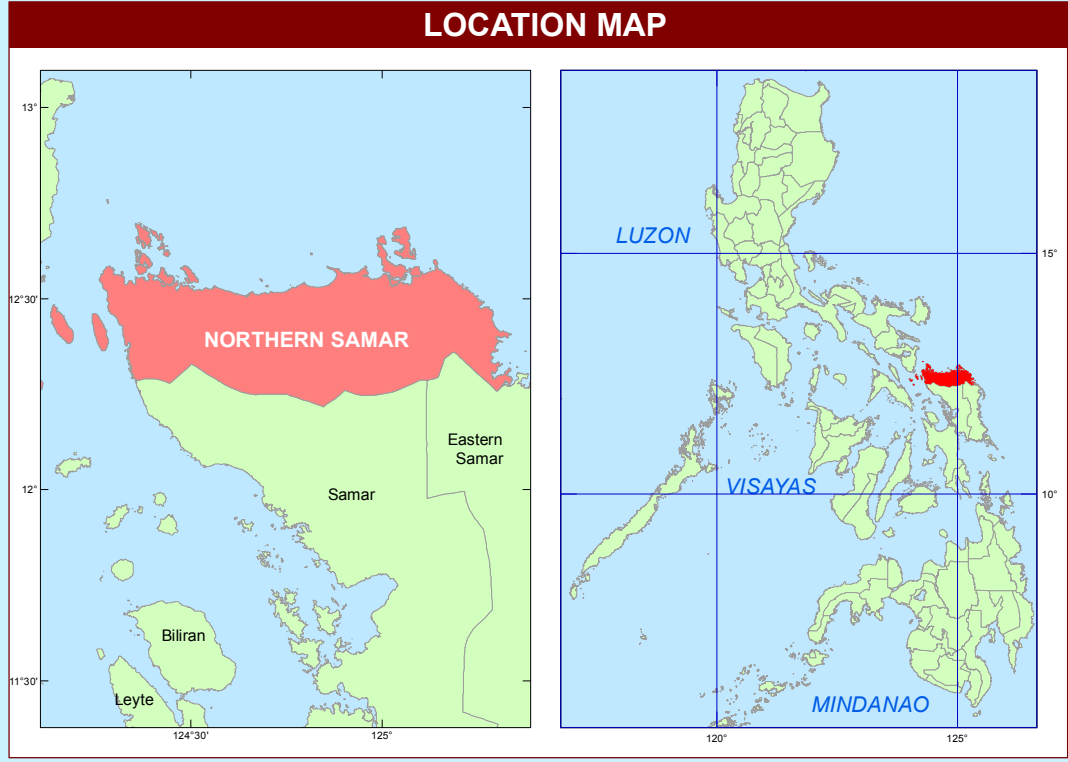 LOCATION MAP
13°
12°30'
12°
11°30'
124°30'
125°
NORTHERN SAMAR
Eastern
Samar
Samar
Biliran
Leyte
LUZON
VISAYAS
MINDANAO
15°
10°
120°
125°